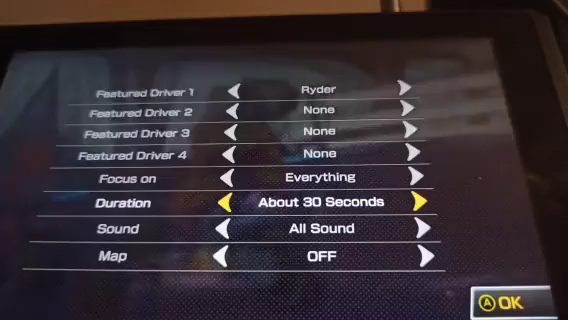 Featured Driver 1 Ryder
Featured Driver 2 None
Featured Driver 3 None
Featured Driver 4 None
Focus on Everything
Duration About 30 Seconds
Sound All Sound
Map OFF
A OK